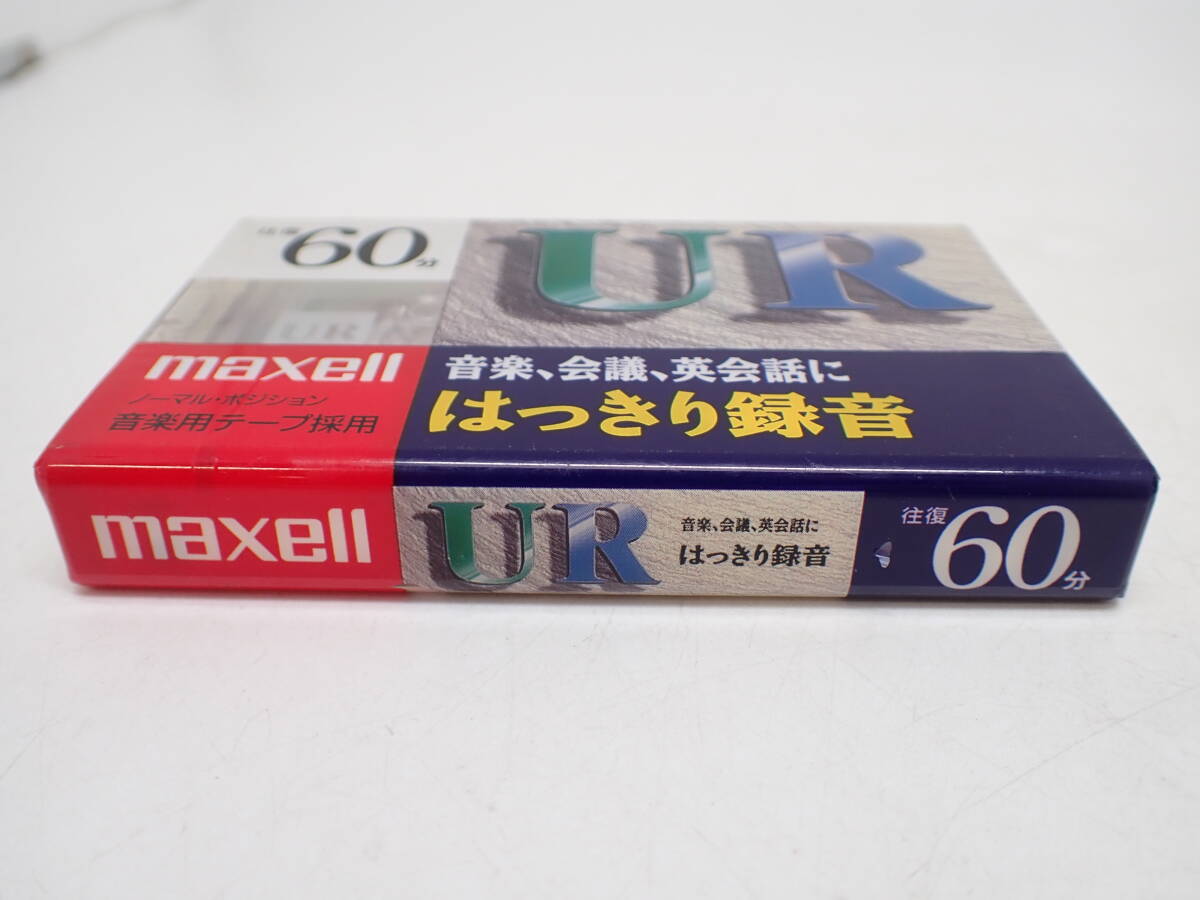 往復60分
UR
UR
maxell
ノーマル・ポジション
音楽用テープ採用
音楽、会議、英会話に
はっきり録音
maxell
UR
音楽、会議、英会話に
はっきり録音
往復60分